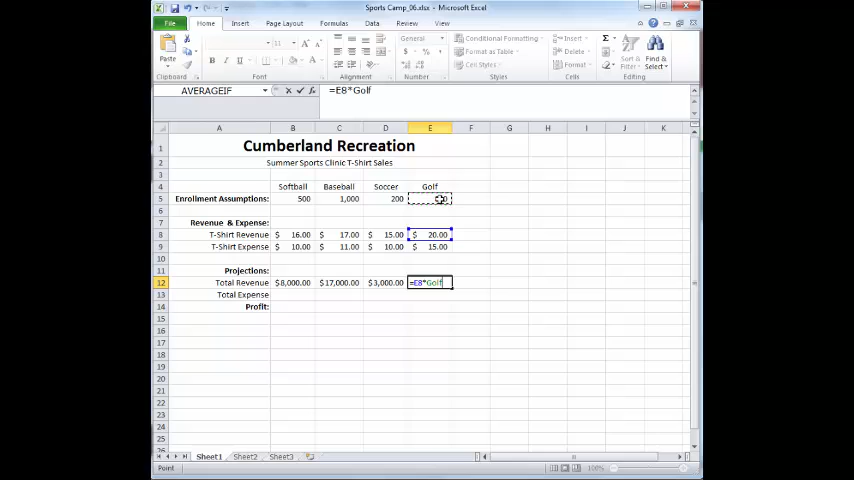 Sports Camp_06.xlsx - Microsoft Excel
File Home Insert Page Layout Formulas Data Review View
Paste
11
General
Conditional Formatting
Format as Table
Cell Styles
Insert
Delete
Format
Sort & Filter
Find & Select
Clipboard Font Alignment Number Styles Cells Editing
AVERAGEIF =E8*Golf
A B C D E F G H I J K
1 Cumberland Recreation
2 Summer Sports Clinic T-Shirt Sales
3
4 Softball Baseball Soccer Golf
5 Enrollment Assumptions: 500 1,000 200
6
7 Revenue & Expense:
8 T-Shirt Revenue $ 16.00 $ 17.00 $ 15.00 $ 20.00
9 T-Shirt Expense $ 10.00 $ 11.00 $ 10.00 $ 15.00
10
11 Projections:
12 Total Revenue $8,000.00 $17,000.00 $3,000.00 =E8*Golf
13 Total Expense
14 Profit:
15
16
17
18
19
20
21
22
23
24
25
26
Sheet1 Sheet2 Sheet3
Point 100%